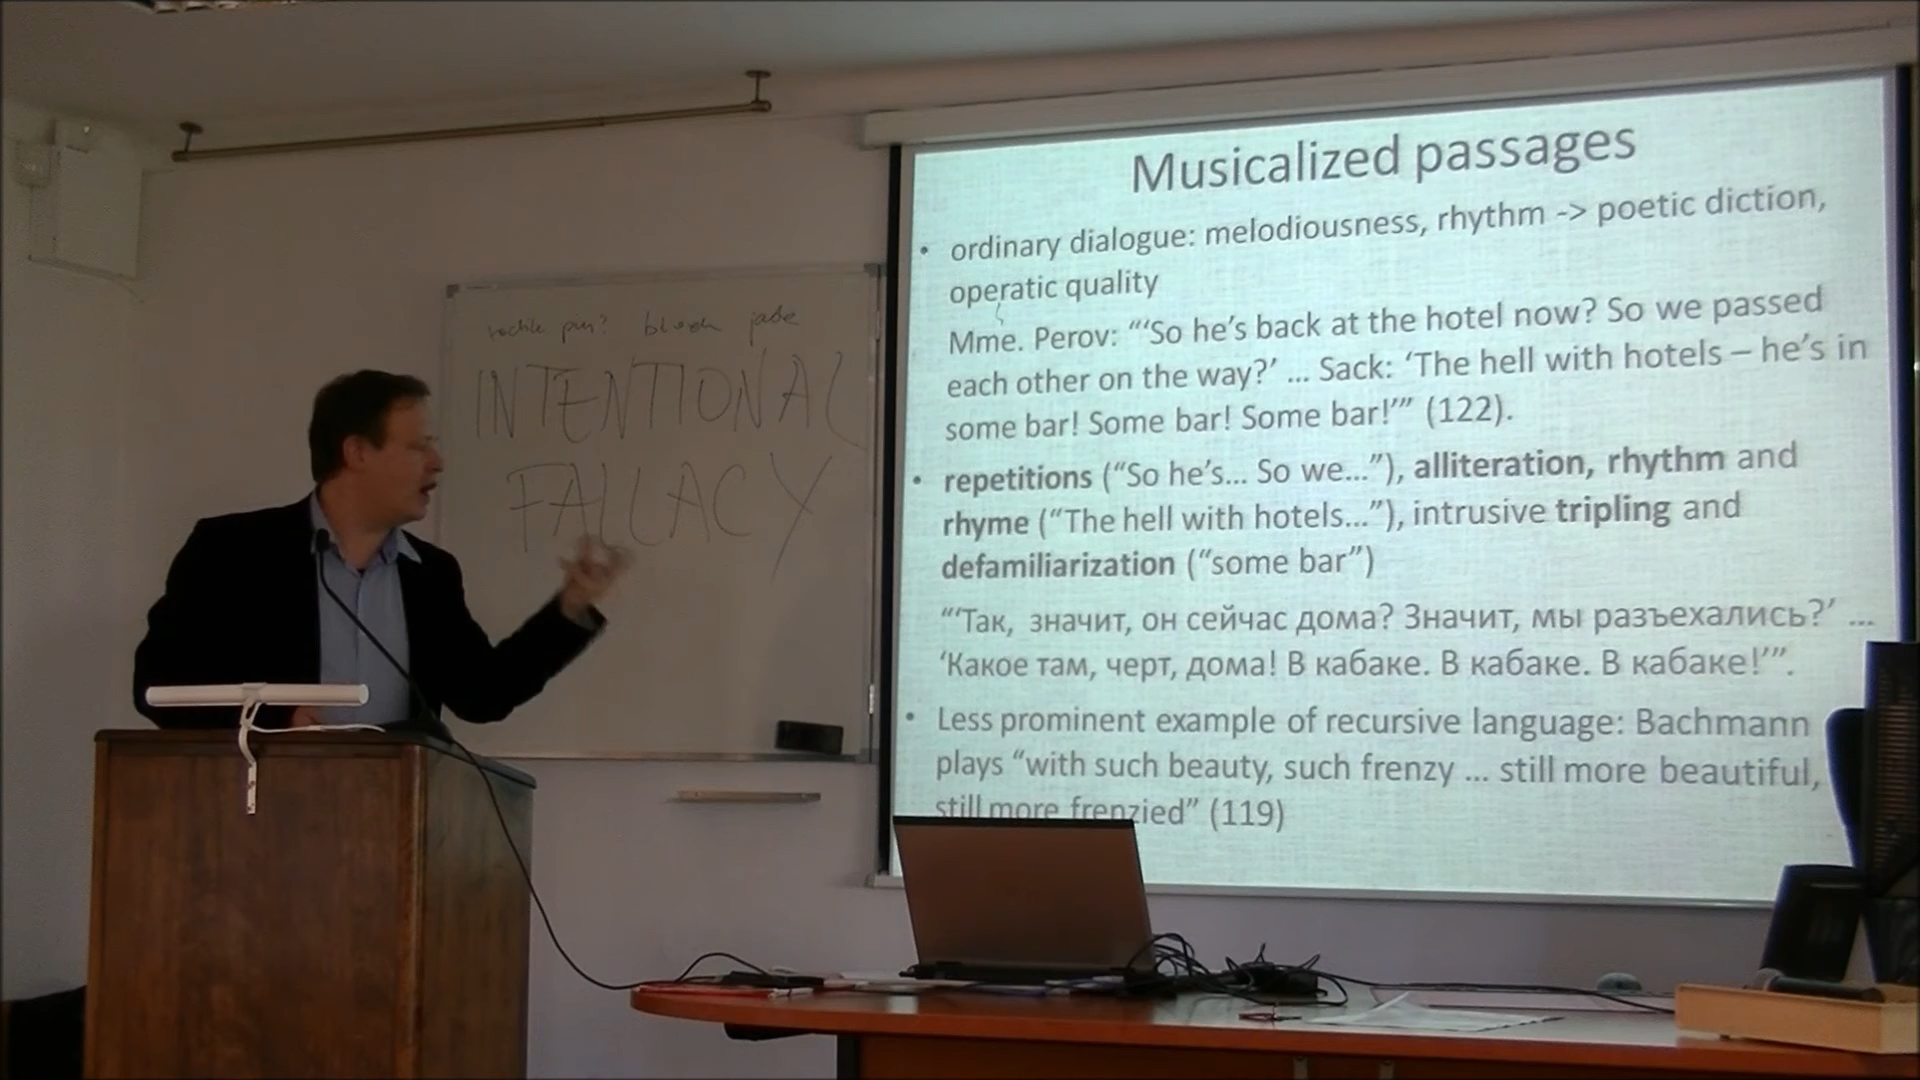 black jade
INTENTIONAL
FALLACY
Musicalized passages
• ordinary dialogue: melodiousness, rhythm -> poetic diction,
operatic quality
Mme. Perov: “‘So he’s back at the hotel now? So we passed
each other on the way?’ ... Sack: ‘The hell with hotels – he’s in
some bar! Some bar! Some bar!’” (122).
• repetitions (“So he’s... So we...”), alliteration, rhythm and
rhyme (“The hell with hotels...”), intrusive tripling and
defamiliarization (“some bar”)
“‘Так, значит, он сейчас дома? Значит, мы разъехались?’ ...
‘Какое там, черт, дома! В кабаке. В кабаке. В кабаке!’”.
• Less prominent example of recursive language: Bachmann
plays “with such beauty, such frenzy ... still more beautiful,
still more frenzied” (119)